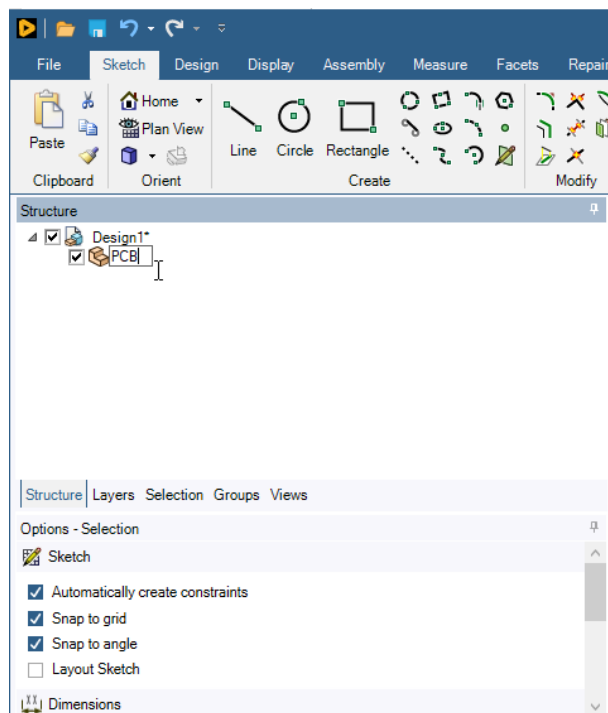 File Sketch Design Display Assembly Measure Facets Repair
Home
Plan View
Paste
Line Circle Rectangle
Clipboard Orient Create Modify
Structure
Design1*
PCB
Structure Layers Selection Groups Views
Options - Selection
Sketch
Automatically create constraints
Snap to grid
Snap to angle
Layout Sketch
Dimensions